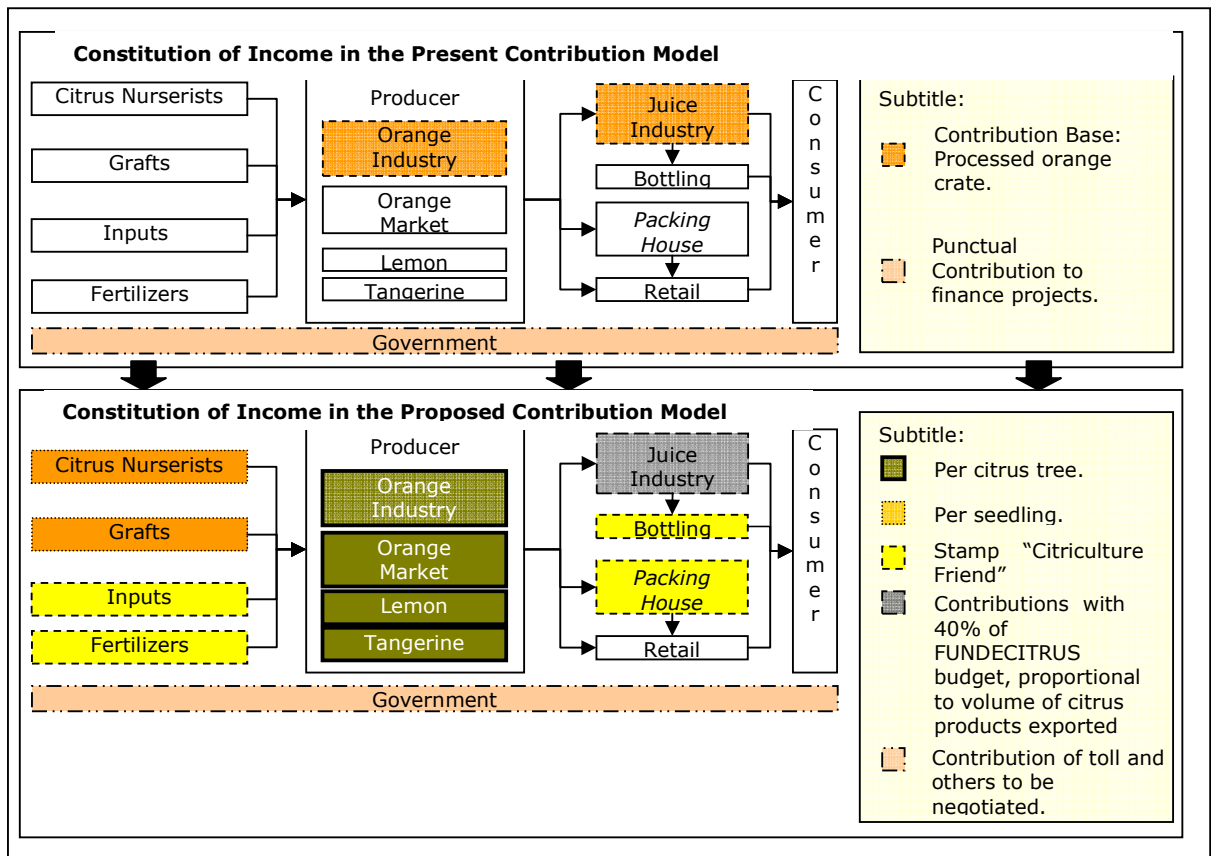 Constitution of Income in the Present Contribution Model
Citrus Nurserists
Grafts
Inputs
Fertilizers
Producer
Orange
Industry
Orange
Market
Lemon
Tangerine
Juice
Industry
Bottling
Packing
House
Retail
C
o
n
s
u
m
e
r
Government
Subtitle:
Contribution Base:
Processed orange
crate.
Punctual
Contribution to
finance projects.
Constitution of Income in the Proposed Contribution Model
Citrus Nurserists
Grafts
Inputs
Fertilizers
Producer
Orange
Industry
Orange
Market
Lemon
Tangerine
Juice
Industry
Bottling
Packing
House
Retail
C
o
n
s
u
m
e
r
Government
Subtitle:
Per citrus tree.
Per seedling.
Stamp “Citriculture
Friend”
Contributions with
40% of
FUNDECITRUS
budget, proportional
to volume of citrus
products exported
Contribution of toll and
others to be
negotiated.